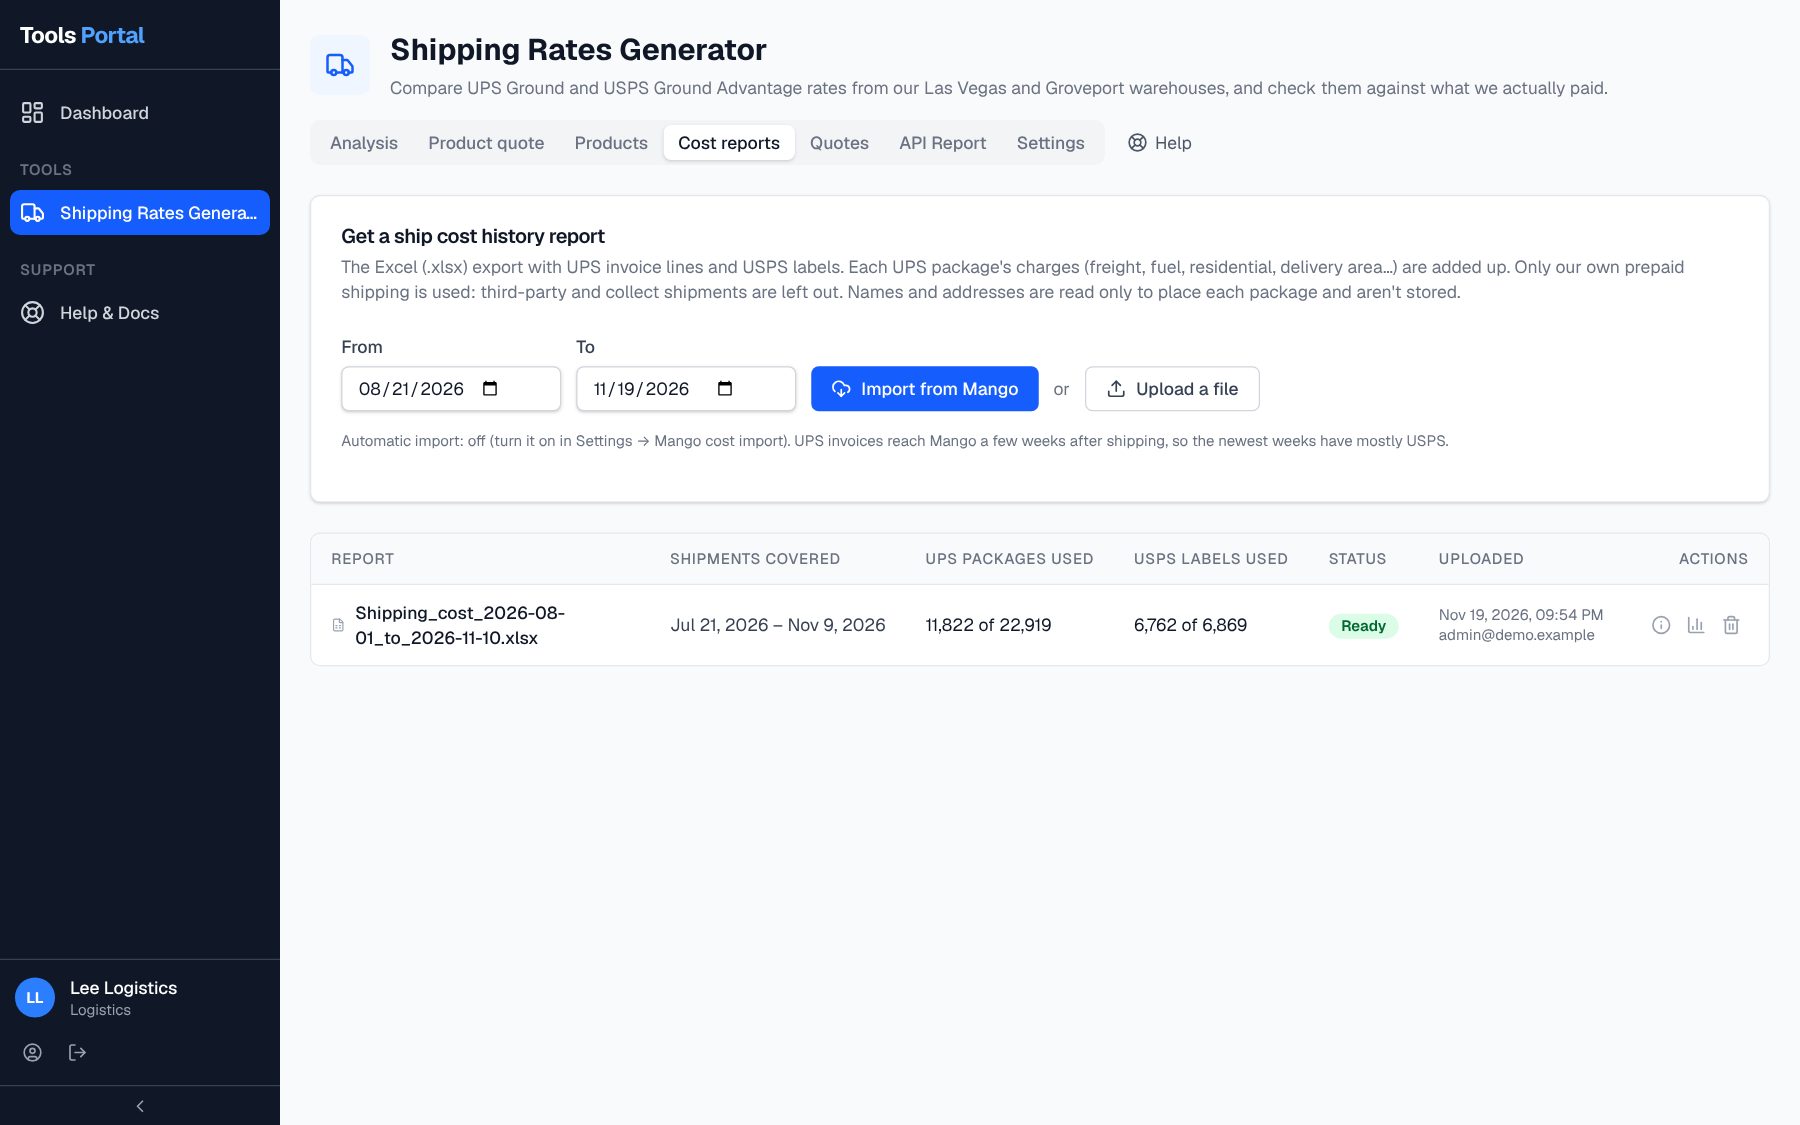 Tools Portal
Dashboard
TOOLS
Shipping Rates Genera...
SUPPORT
Help & Docs
Lee Logistics
LL
Logistics
Shipping Rates Generator
Compare UPS Ground and USPS Ground Advantage rates from our Las Vegas and Groveport warehouses, and check them against what we actually paid.
Analysis Product quote Products Cost reports Quotes API Report Settings Help
Get a ship cost history report
The Excel (.xlsx) export with UPS invoice lines and USPS labels. Each UPS package's charges (freight, fuel, residential, delivery area...) are added up. Only our own prepaid
shipping is used: third-party and collect shipments are left out. Names and addresses are read only to place each package and aren't stored.
From To
08/21/2026 11/19/2026 Import from Mango or Upload a file
Automatic import: off (turn it on in Settings → Mango cost import). UPS invoices reach Mango a few weeks after shipping, so the newest weeks have mostly USPS.
REPORT SHIPMENTS COVERED UPS PACKAGES USED USPS LABELS USED STATUS UPLOADED ACTIONS
Shipping_cost_2026-08-
01_to_2026-11-10.xlsx
Jul 21, 2026 – Nov 9, 2026 11,822 of 22,919 6,762 of 6,869 Ready
Nov 19, 2026, 09:54 PM
admin@demo.example